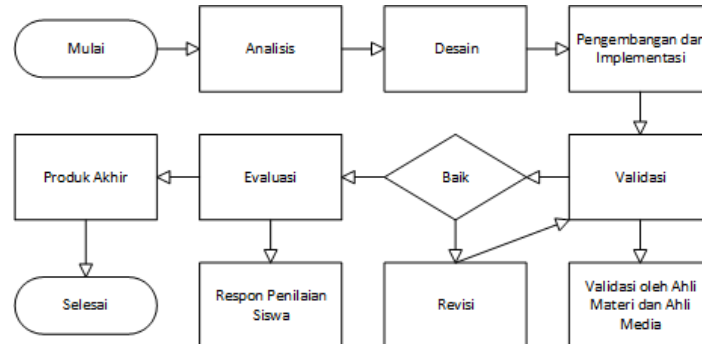 Mulai
Analisis
Desain
Pengembangan dan
Implementasi
Produk Akhir
Evaluasi
Baik
Validasi
Selesai
Respon Penilaian
Siswa
Revisi
Validasi oleh Ahli
Materi dan Ahli
Media